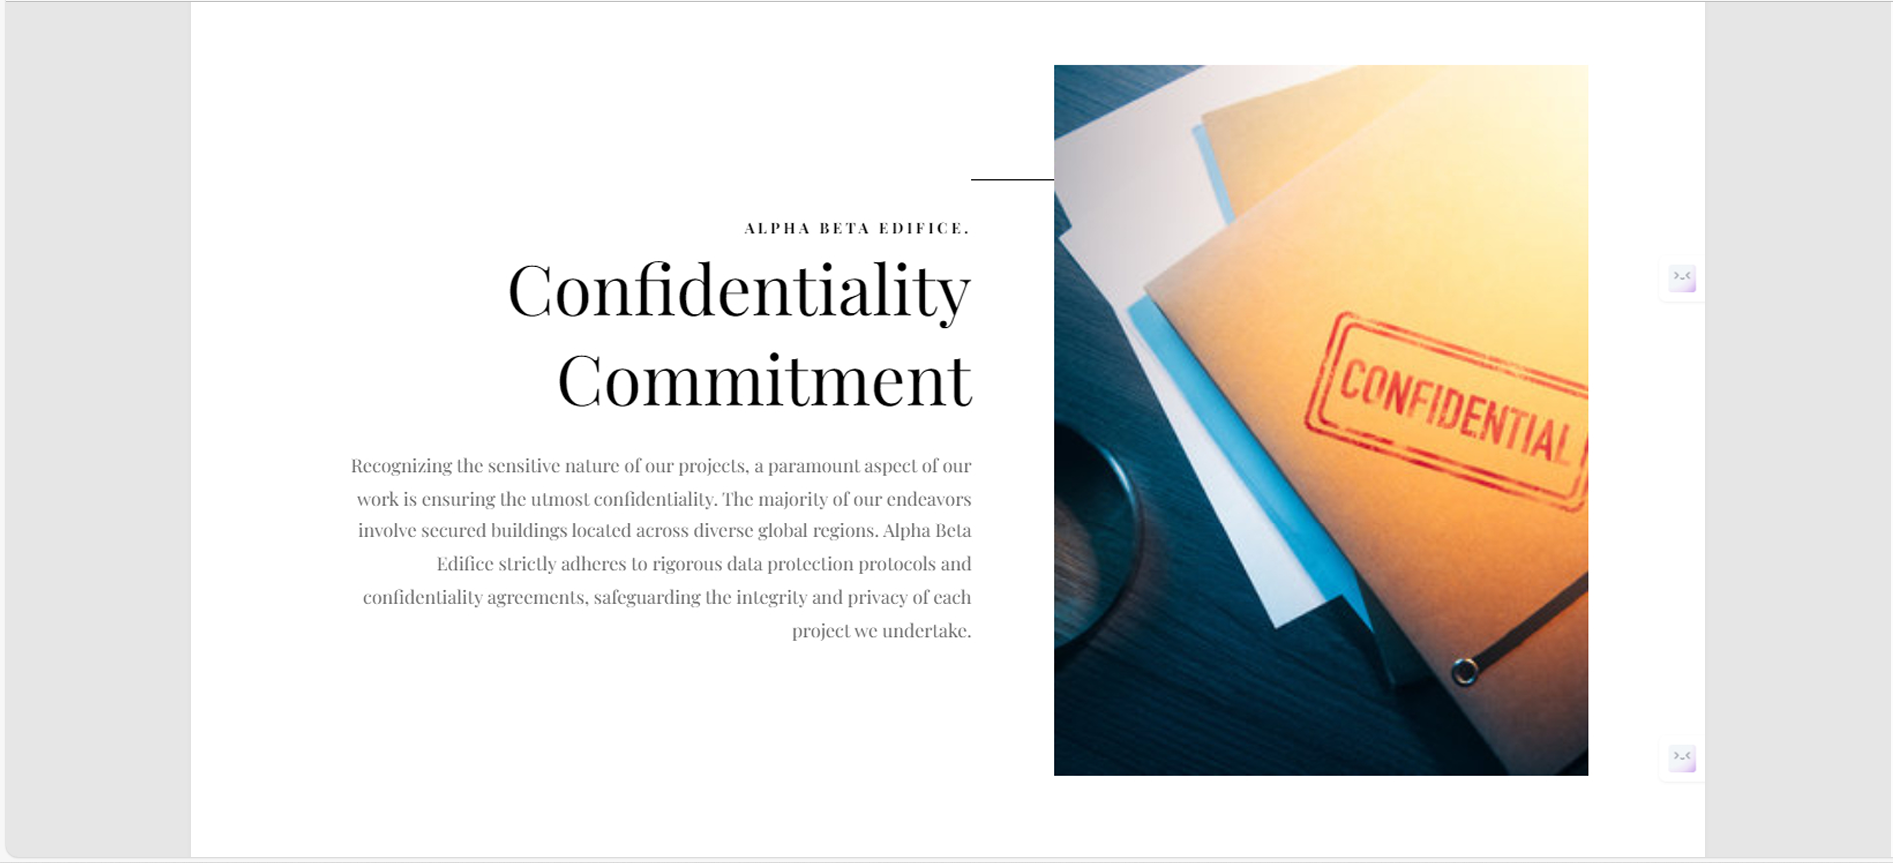 ALPHA BETA EDIFICE.
Confidentiality
Commitment
Recognizing the sensitive nature of our projects, a paramount aspect of our
work is ensuring the utmost confidentiality. The majority of our endeavors
involve secured buildings located across diverse global regions. Alpha Beta
Edifice strictly adheres to rigorous data protection protocols and
confidentiality agreements, safeguarding the integrity and privacy of each
project we undertake.
CONFIDENTIAL